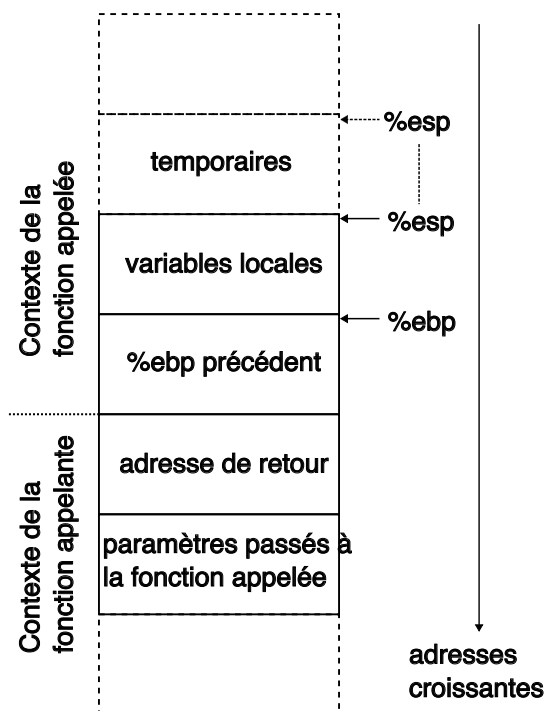 %esp
temporaires
%esp
variables locales
%ebp
%ebp précédent
Contexte de la
fonction appelée
adresse de retour
paramètres passés à
la fonction appelée
Contexte de la
fonction appelante
adresses
croissantes